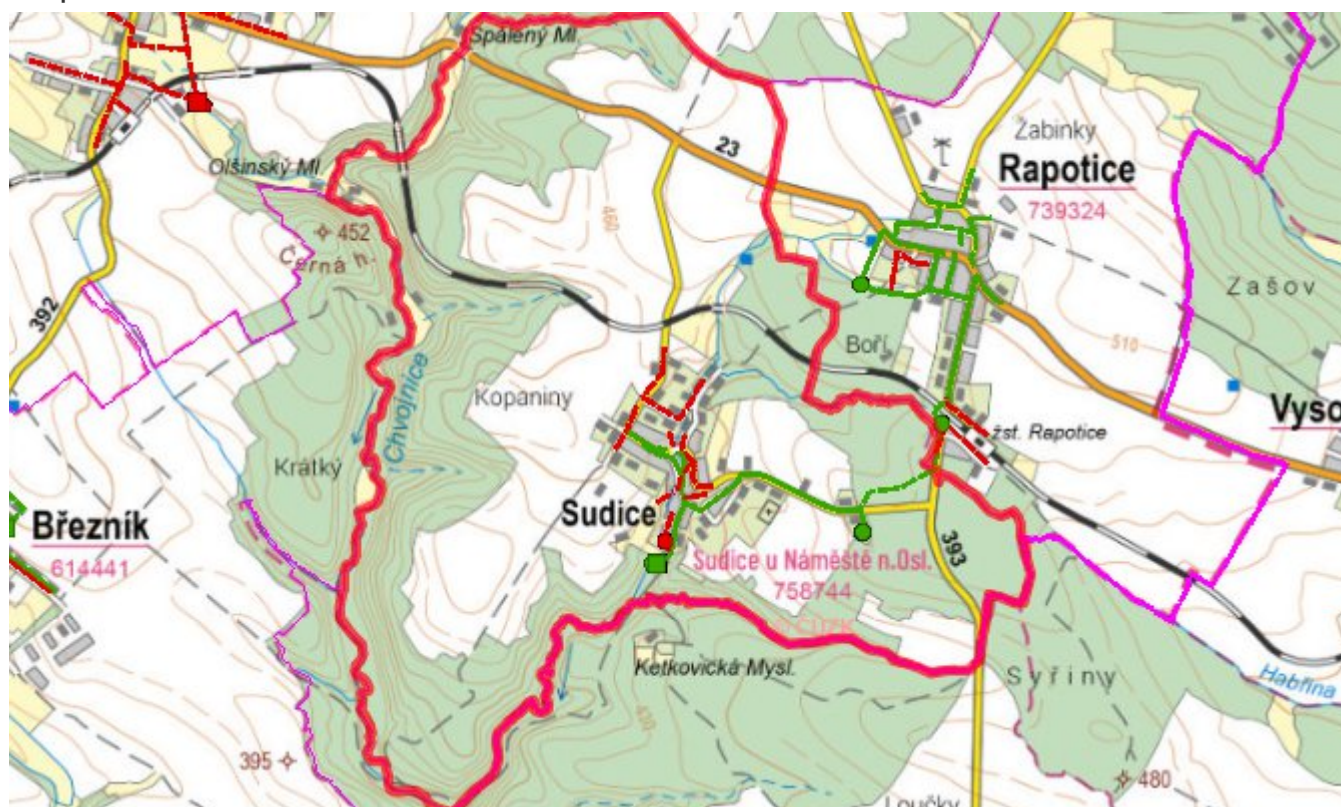 Spálený Ml.
23
Žabinky
Rapotice
739324
Olšinský Ml.
452
Černá h.
460
392
Zašov
510
Boří
Chvojnice
Kopaniny
žst. Rapotice
Krátký
Sudice
Březník
614441
Sudice u Náměště n.Osl.
758744
393
© ČÚZK
Ketkovická Mysl.
Syřiny
Habřina
430
395
480
Loučky